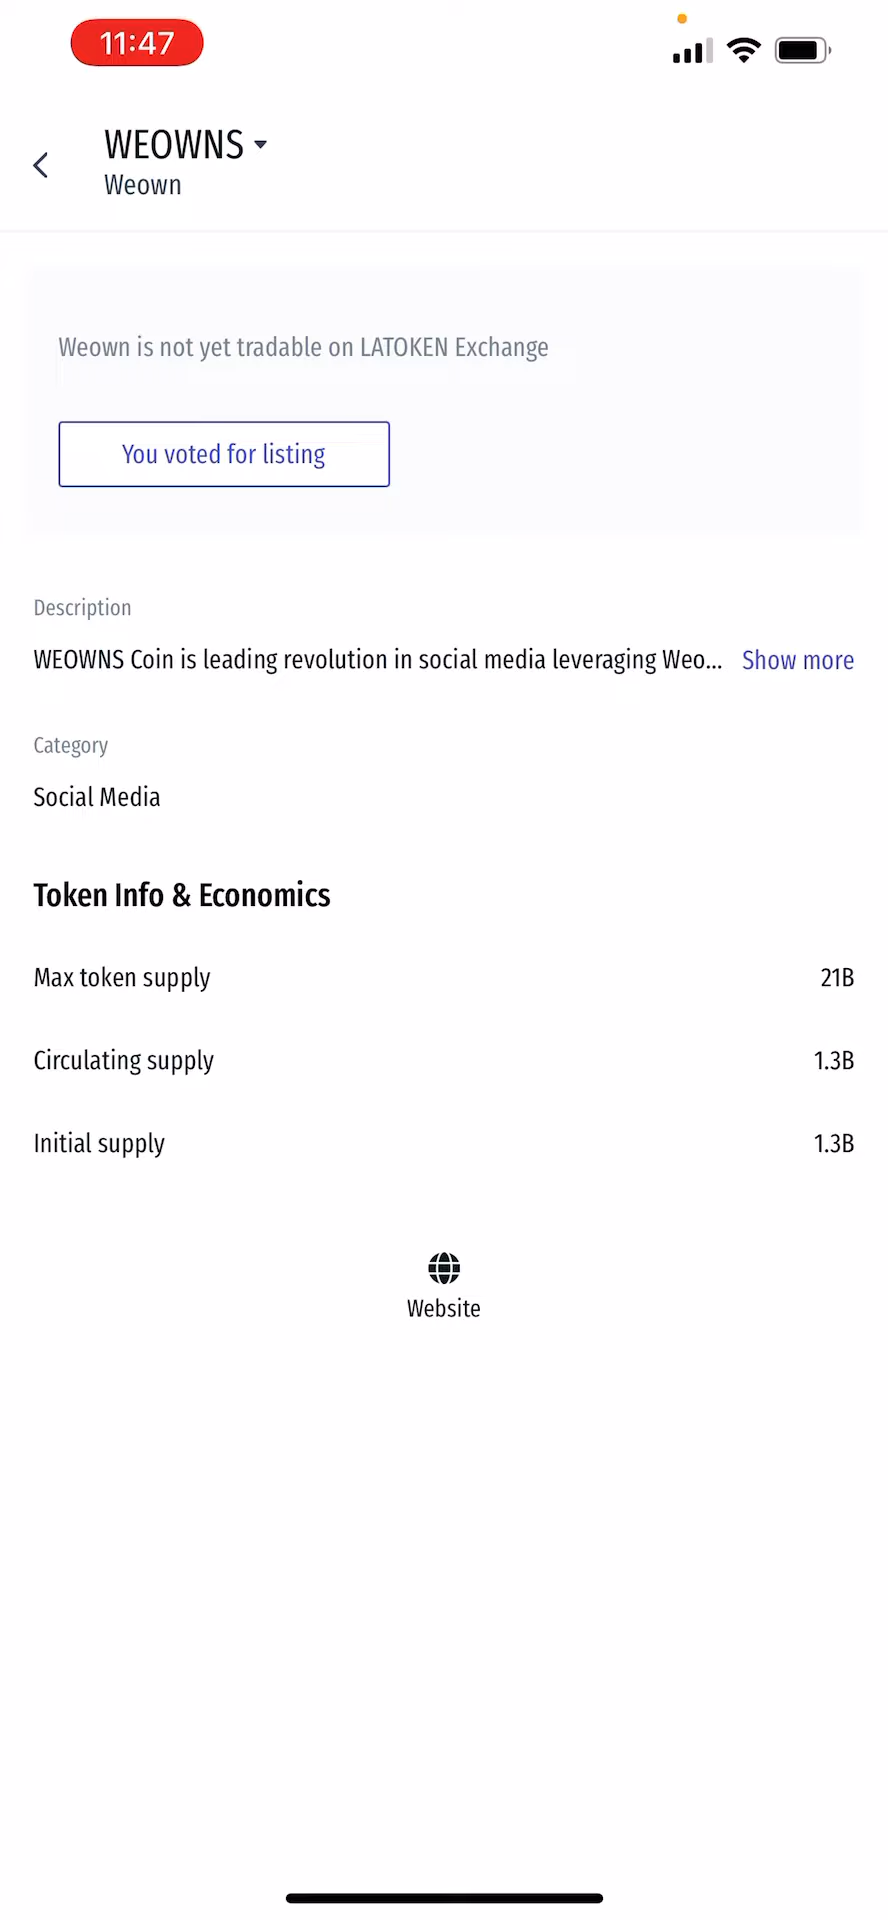 11:47
WEOWNS
Weown
Weown is not yet tradable on LATOKEN Exchange
You voted for listing
Description
WEOWNS Coin is leading revolution in social media leveraging Weo... Show more
Category
Social Media
Token Info & Economics
Max token supply 21B
Circulating supply 1.3B
Initial supply 1.3B
Website